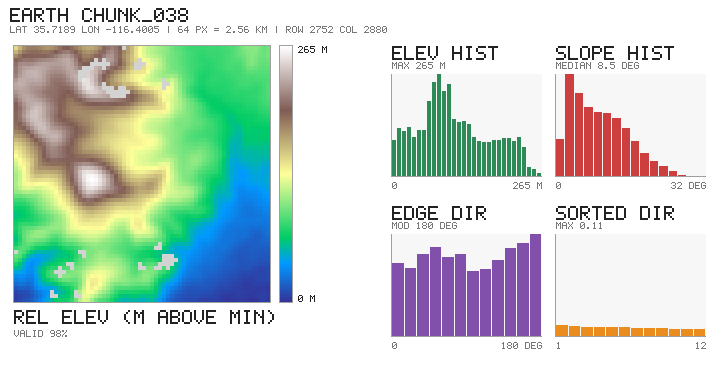 EARTH CHUNK_038
LAT 35.7189 LON -116.4005 | 64 PX = 2.56 KM | ROW 2752 COL 2880
265 M
0 M
REL ELEV (M ABOVE MIN)
VALID 98%
ELEV HIST
MAX 265 M
0 265 M
SLOPE HIST
MEDIAN 8.5 DEG
0 32 DEG
EDGE DIR
MOD 180 DEG
0 180 DEG
SORTED DIR
MAX 0.11
1 12